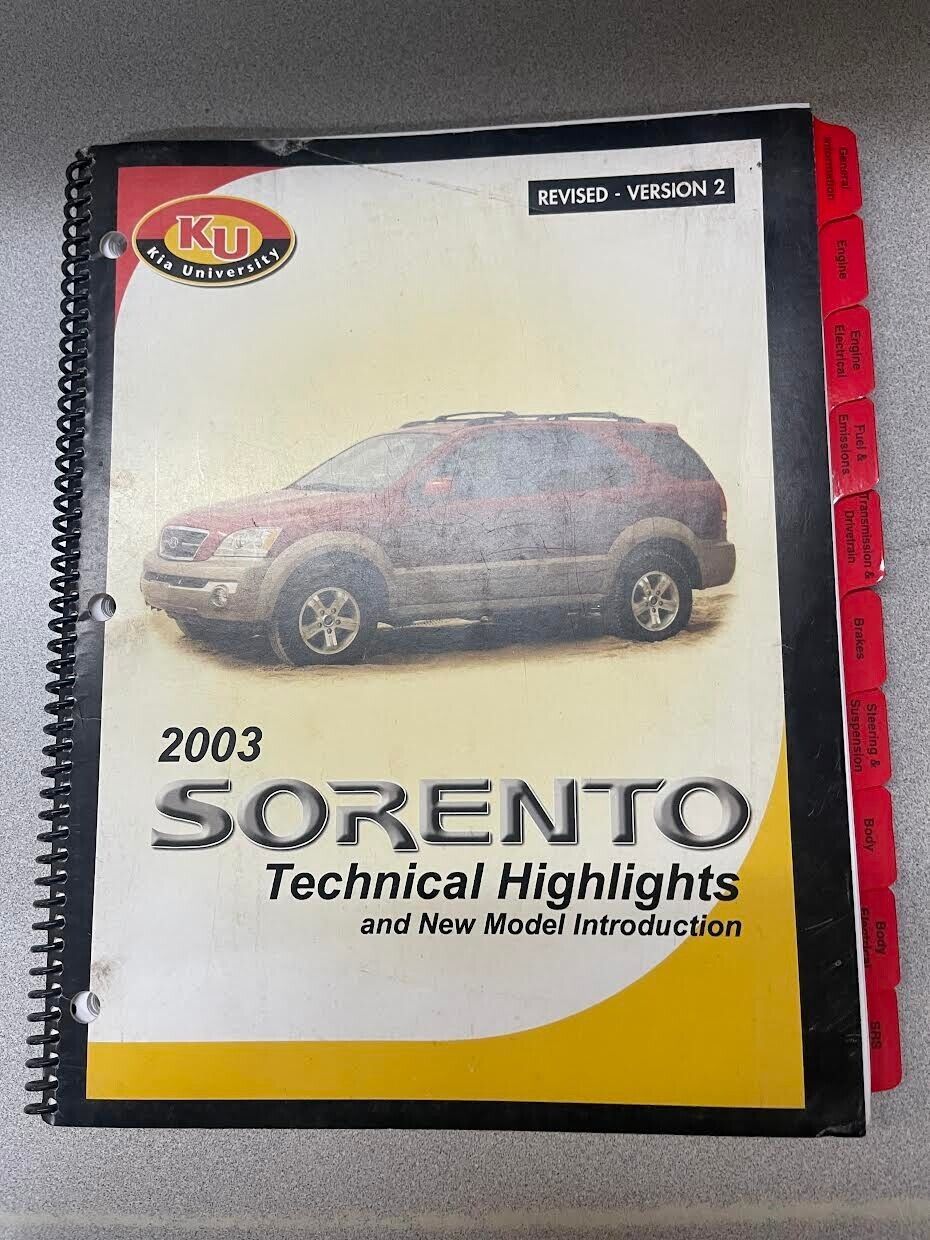 REVISED - VERSION 2
KU
Kia University
2003
SORENTO
Technical Highlights
and New Model Introduction
General
Information
Engine
Engine
Electrical
Fuel &
Emissions
Transmission &
Drivetrain
Brakes
Steering &
Suspension
Body
Body
SRS